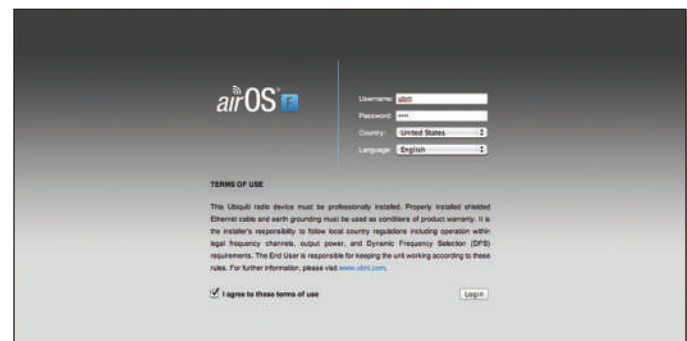 airOS F
Username: ubnt
Password: ••••
Country: United States
Language: English
TERMS OF USE
This Ubiquiti radio device must be professionally installed. Properly installed shielded
Ethernet cable and earth grounding must be used as conditions of product warranty. It is
the installer's responsibility to follow local country regulations including operation within
legal frequency channels, output power, and Dynamic Frequency Selection (DFS)
requirements. The End User is responsible for keeping the unit working according to these
rules. For further information, please visit www.ubnt.com.
I agree to these terms of use
Login